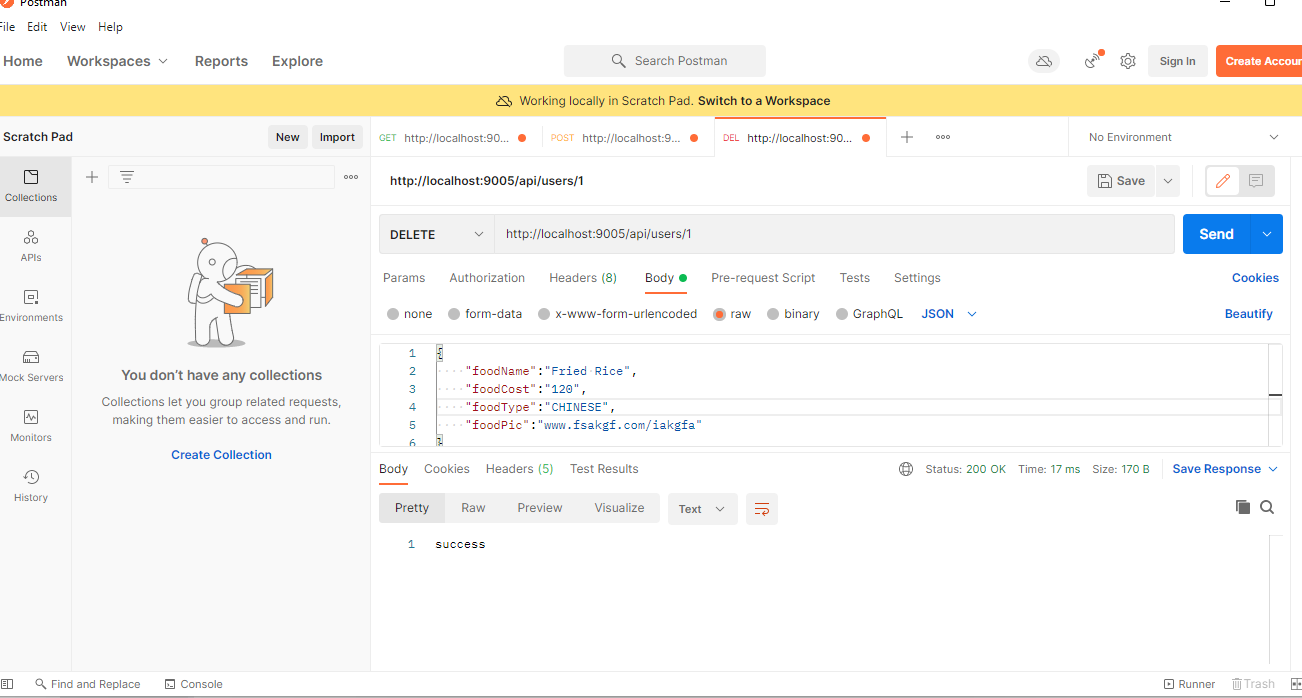 Postman
File Edit View Help
Home Workspaces Reports Explore
Search Postman
Sign In
Create Accour
Working locally in Scratch Pad. Switch to a Workspace
Scratch Pad New Import
GET http://localhost:90...
POST http://localhost:9...
DEL http://localhost:90...
No Environment
Collections
APIs
Environments
Mock Servers
Monitors
History
You don't have any collections
Collections let you group related requests,
making them easier to access and run.
Create Collection
http://localhost:9005/api/users/1
Save
DELETE http://localhost:9005/api/users/1 Send
Params Authorization Headers (8) Body Pre-request Script Tests Settings Cookies
none form-data x-www-form-urlencoded raw binary GraphQL JSON Beautify
1 {
2 "foodName":"Fried Rice",
3 "foodCost":"120",
4 "foodType":"CHINESE",
5 "foodPic":"www.fsakgf.com/iakgfa"
6 }
Body Cookies Headers (5) Test Results Status: 200 OK Time: 17 ms Size: 170 B Save Response
Pretty Raw Preview Visualize Text
1 success
Find and Replace Console Runner Trash